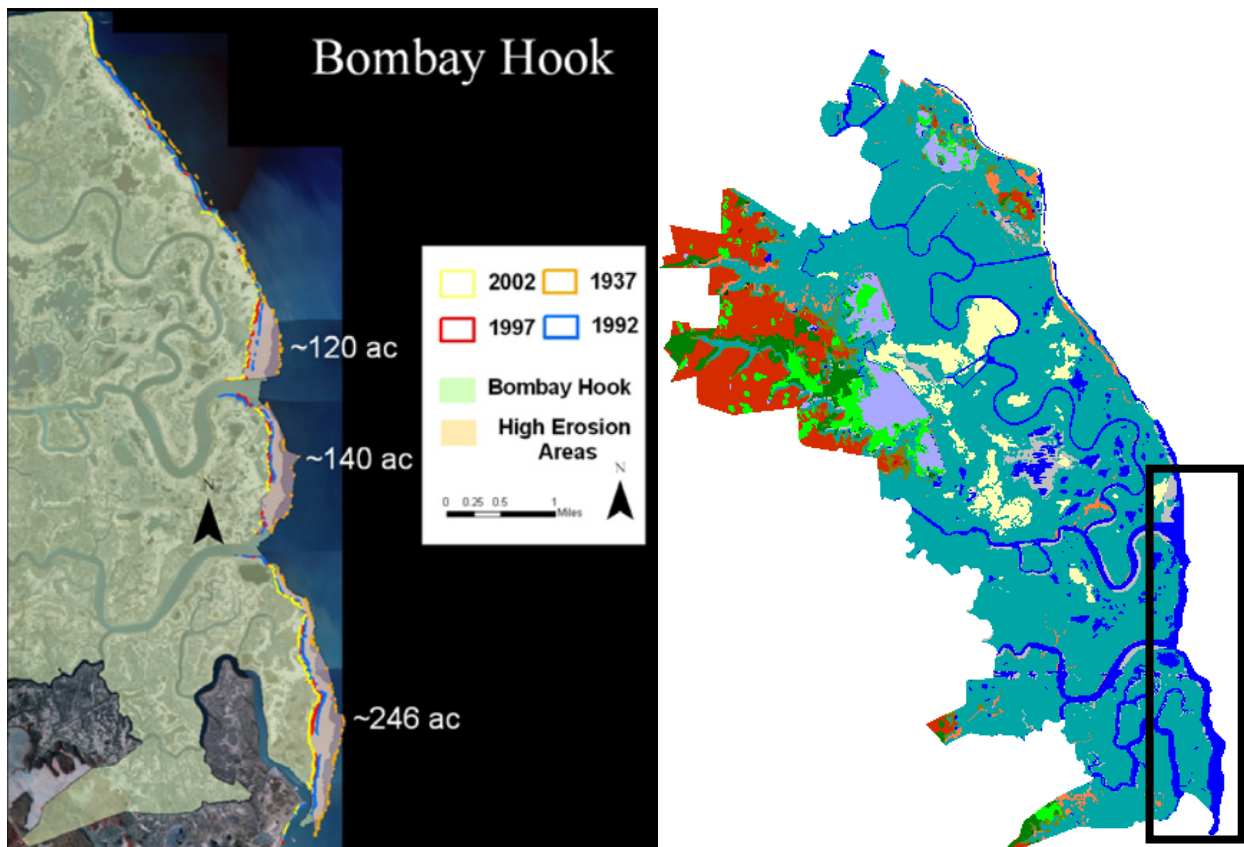 Bombay Hook
2002
1937
1997
1992
Bombay Hook
High Erosion
Areas
N
0 0.25 0.5 1
Miles
~120 ac
~140 ac
N
~246 ac